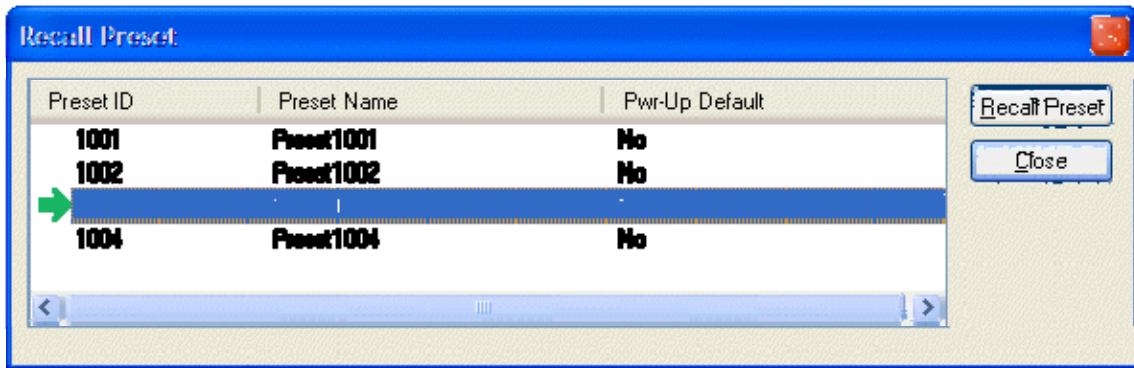 Recall Preset
Preset ID Preset Name Pwr-Up Default
1001 Preset1001 No
1002 Preset1002 No
1004 Preset1004 No
Recall Preset
Close